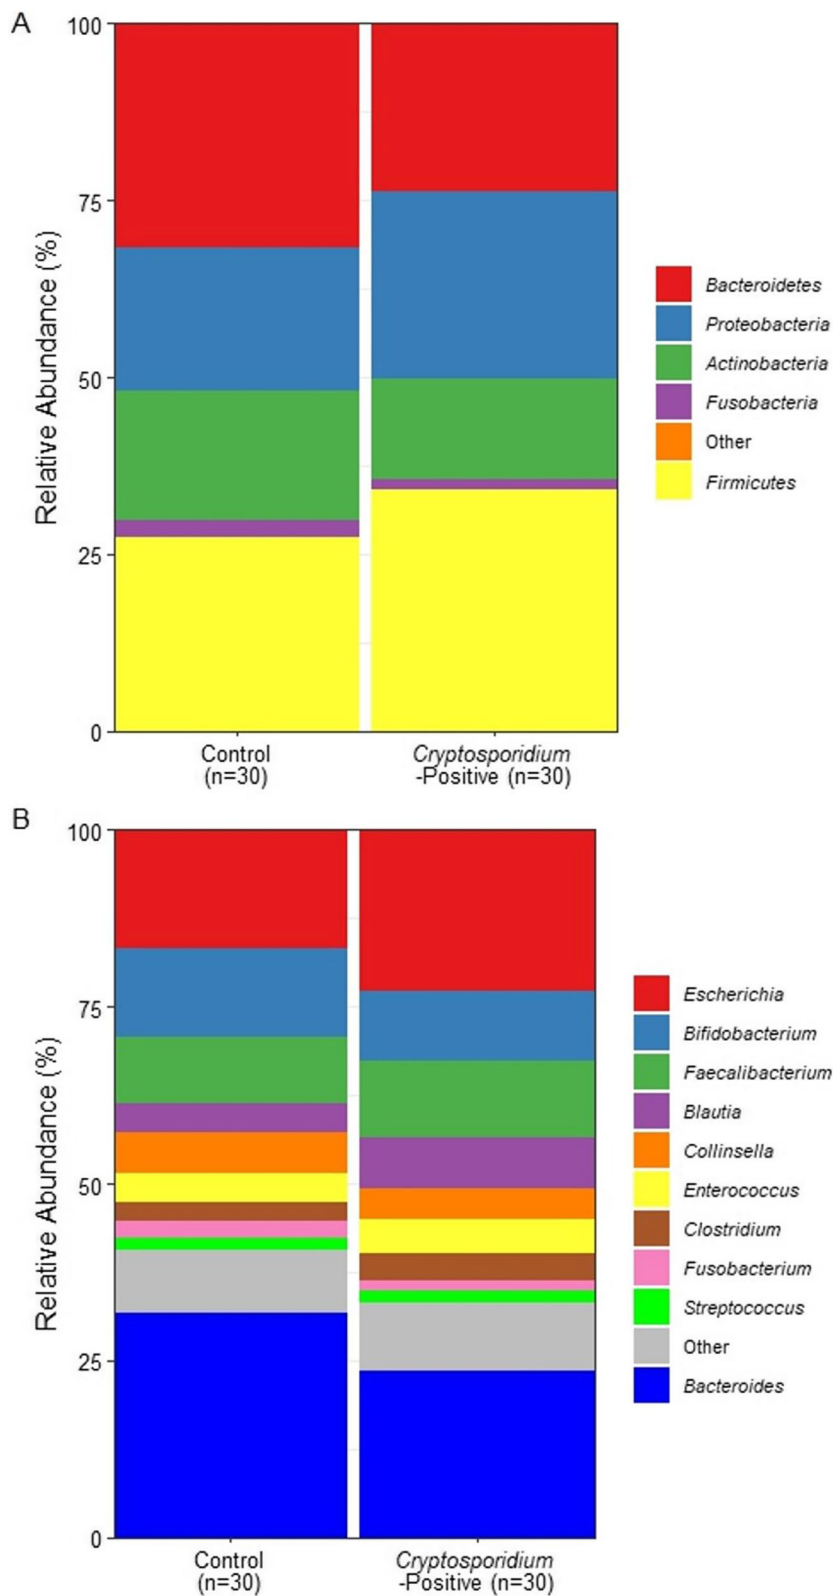 A
Relative Abundance (%)
100
75
50
25
0
Control
(n=30)
Cryptosporidium
-Positive (n=30)
Bacteroidetes
Proteobacteria
Actinobacteria
Fusobacteria
Other
Firmicutes
B
Relative Abundance (%)
100
75
50
25
0
Control
(n=30)
Cryptosporidium
-Positive (n=30)
Escherichia
Bifidobacterium
Faecalibacterium
Blautia
Collinsella
Enterococcus
Clostridium
Fusobacterium
Streptococcus
Other
Bacteroides